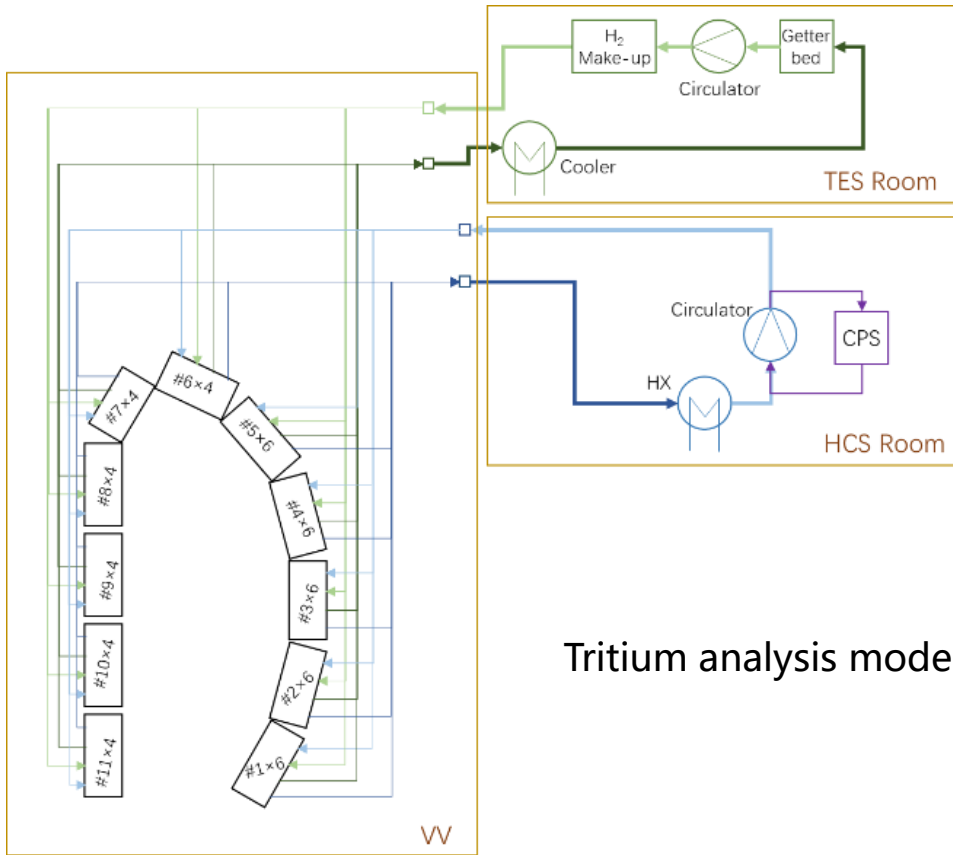 H2
Make-up
Circulator
Getter
bed
Cooler
TES Room
Circulator
CPS
HX
HCS Room
#6×4
#7×4
#5×6
#8×4
#4×6
#9×4
#3×6
#10×4
#2×6
#11×4
#1×6
Tritium analysis mode
VV